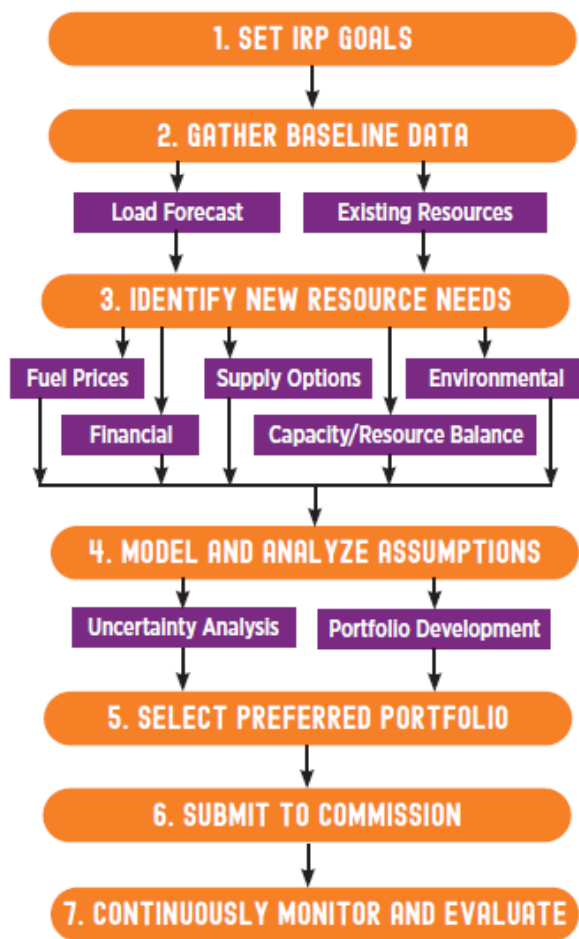 1. SET IRP GOALS
2. GATHER BASELINE DATA
Load Forecast
Existing Resources
3. IDENTIFY NEW RESOURCE NEEDS
Fuel Prices
Supply Options
Environmental
Financial
Capacity/Resource Balance
4. MODEL AND ANALYZE ASSUMPTIONS
Uncertainty Analysis
Portfolio Development
5. SELECT PREFERRED PORTFOLIO
6. SUBMIT TO COMMISSION
7. CONTINUOUSLY MONITOR AND EVALUATE